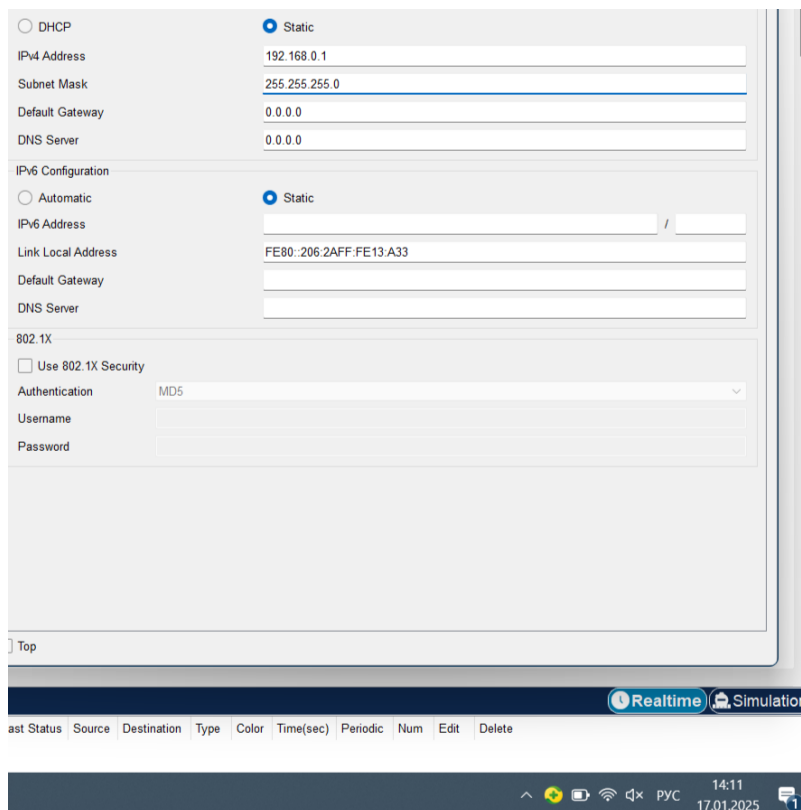 DHCP Static
IPv4 Address 192.168.0.1
Subnet Mask 255.255.255.0
Default Gateway 0.0.0.0
DNS Server 0.0.0.0
IPv6 Configuration
Automatic Static
IPv6 Address /
Link Local Address FE80::206:2AFF:FE13:A33
Default Gateway
DNS Server
802.1X
Use 802.1X Security
Authentication MD5
Username
Password
Top
Realtime Simulation
ast Status Source Destination Type Color Time(sec) Periodic Num Edit Delete
РУС 14:11
17.01.2025 1